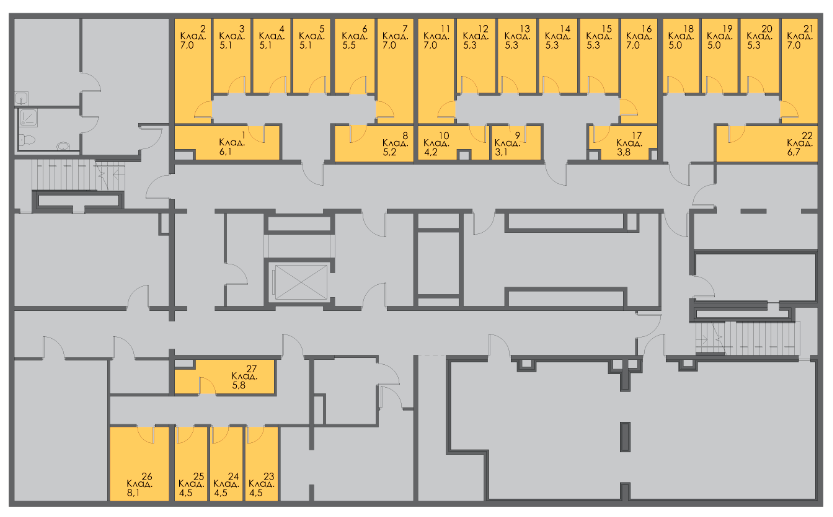 2
Клад.
7,0
3
Клад.
5,1
4
Клад.
5,1
5
Клад.
5,1
6
Клад.
5,5
7
Клад.
7,0
11
Клад.
7,0
12
Клад.
5,3
13
Клад.
5,3
14
Клад.
5,3
15
Клад.
5,3
16
Клад.
7,0
18
Клад.
5,0
19
Клад.
5,0
20
Клад.
5,3
21
Клад.
7,0
1
Клад.
6,1
8
Клад.
5,2
10
Клад.
4,2
9
Клад.
3,1
17
Клад.
3,8
22
Клад.
6,7
27
Клад.
5,8
26
Клад.
8,1
25
Клад.
4,5
24
Клад.
4,5
23
Клад.
4,5